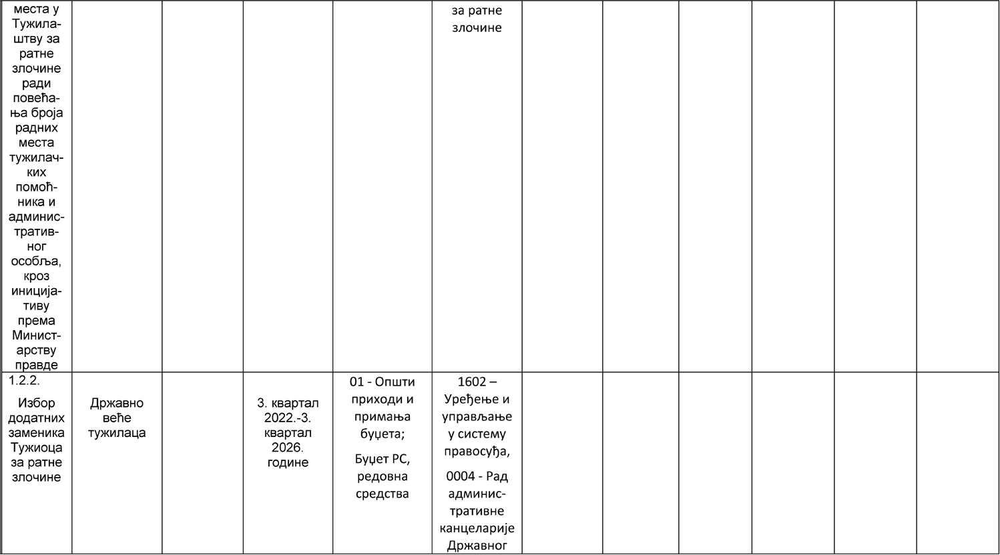 места у
Тужила-
штву за
ратне
злочине
ради
повећа-
ња броја
радних
места
тужилач-
ких
помоћ-
ника и
админис-
тратив-
ног
особља,
кроз
иниција-
тиву
према
Минист-
арству
правде
за ратне
злочине
1.2.2.
Избор
додатних
заменика
Тужиоца
за ратне
злочине
Државно
веће
тужилаца
3. квартал
2022.-3.
квартал
2026.
године
01 - Општи
приходи и
примања
буџета;
Буџет РС,
редовна
средства
1602 –
Уређење и
управљање
у систему
правосуђа,
0004 - Рад
админис-
тративне
канцеларије
Државног